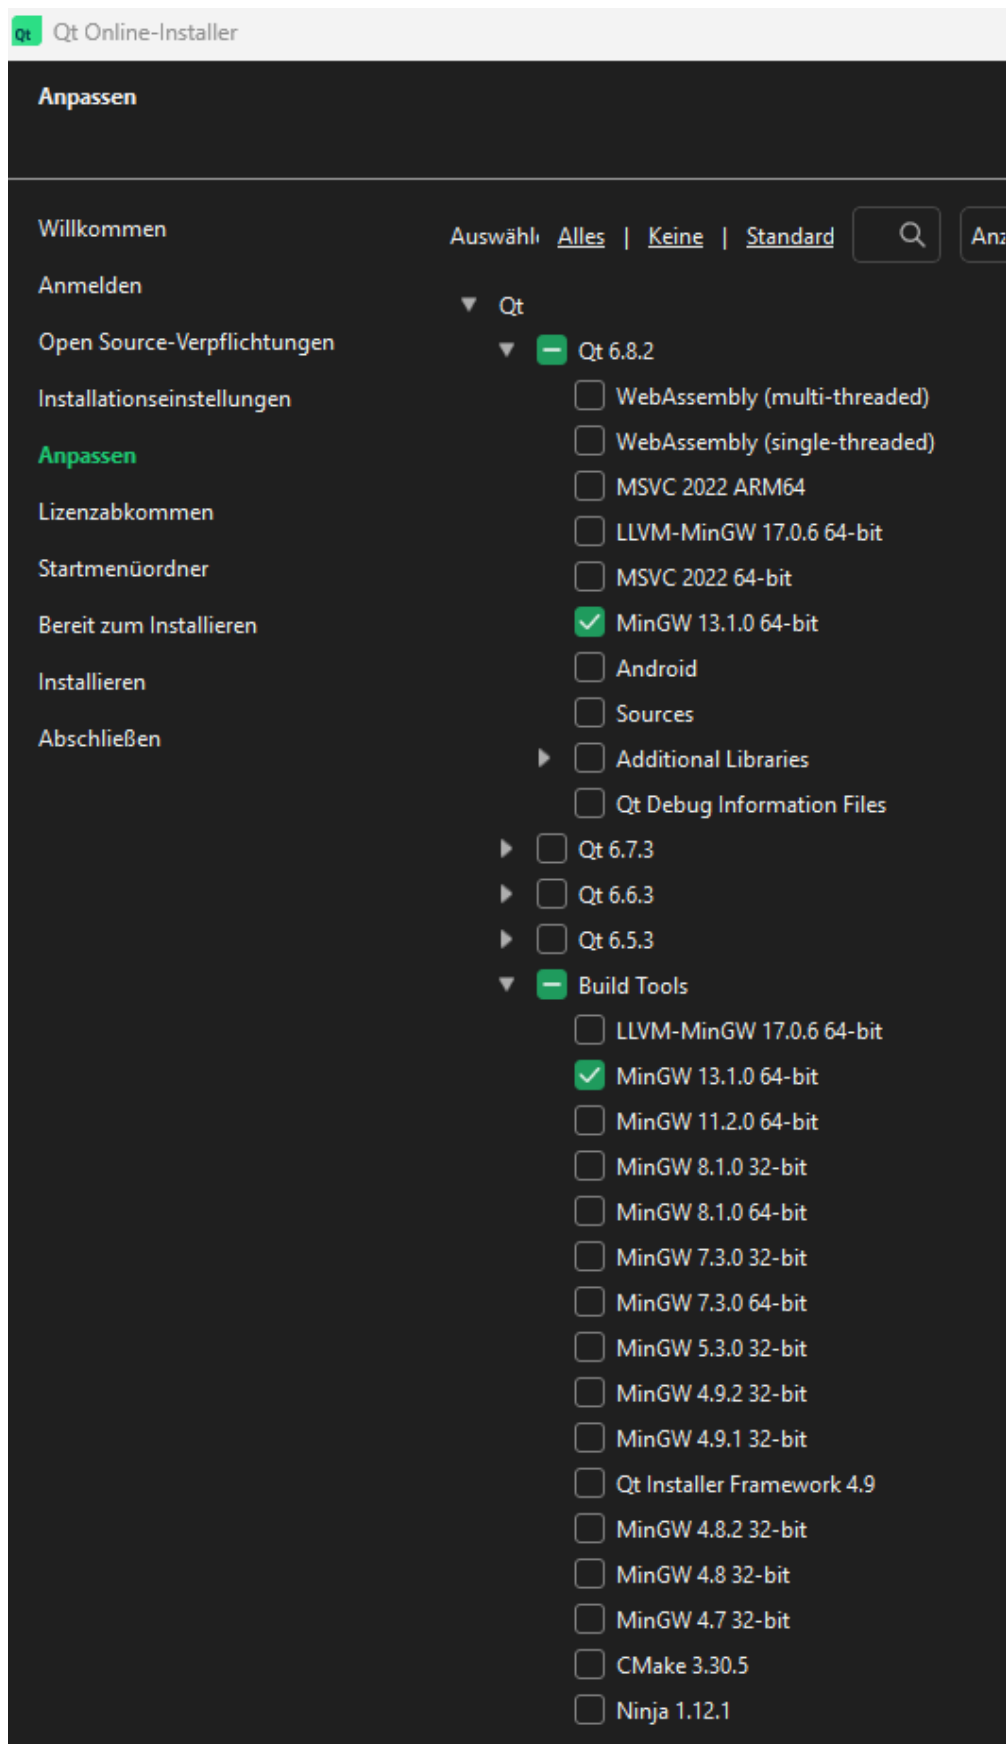 Qt Qt Online-Installer
Anpassen
Willkommen
Anmelden
Open Source-Verpflichtungen
Installationseinstellungen
Anpassen
Lizenzabkommen
Startmenüordner
Bereit zum Installieren
Installieren
Abschließen
Auswähl Alles | Keine | Standard Anz
Qt
Qt 6.8.2
WebAssembly (multi-threaded)
WebAssembly (single-threaded)
MSVC 2022 ARM64
LLVM-MinGW 17.0.6 64-bit
MSVC 2022 64-bit
MinGW 13.1.0 64-bit
Android
Sources
Additional Libraries
Qt Debug Information Files
Qt 6.7.3
Qt 6.6.3
Qt 6.5.3
Build Tools
LLVM-MinGW 17.0.6 64-bit
MinGW 13.1.0 64-bit
MinGW 11.2.0 64-bit
MinGW 8.1.0 32-bit
MinGW 8.1.0 64-bit
MinGW 7.3.0 32-bit
MinGW 7.3.0 64-bit
MinGW 5.3.0 32-bit
MinGW 4.9.2 32-bit
MinGW 4.9.1 32-bit
Qt Installer Framework 4.9
MinGW 4.8.2 32-bit
MinGW 4.8 32-bit
MinGW 4.7 32-bit
CMake 3.30.5
Ninja 1.12.1